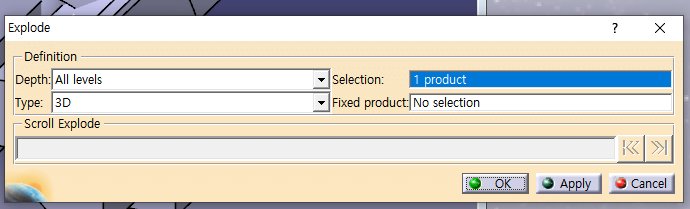 Explode
Definition
Depth: All levels Selection: 1 product
Type: 3D Fixed product: No selection
Scroll Explode
OK Apply Cancel